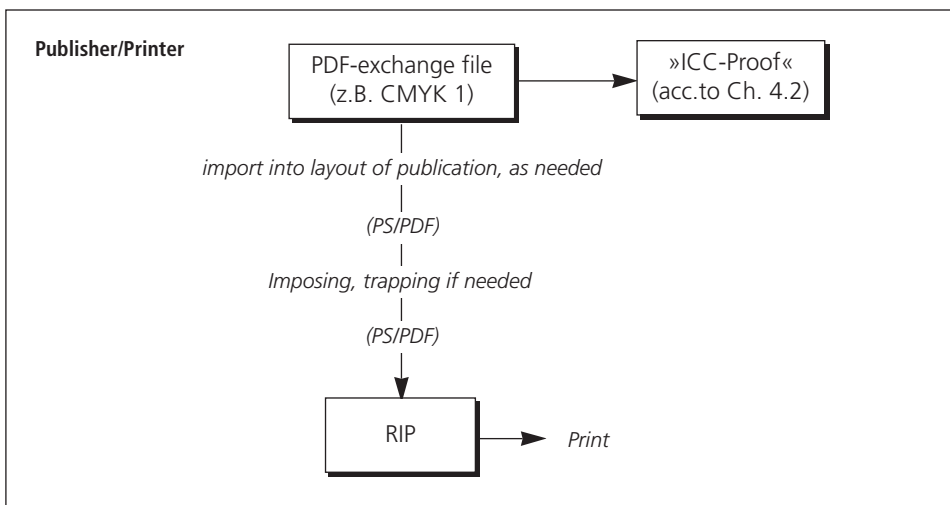 Publisher/Printer
PDF-exchange file
(z.B. CMYK 1)
»ICC-Proof«
(acc.to Ch. 4.2)
import into layout of publication, as needed
(PS/PDF)
Imposing, trapping if needed
(PS/PDF)
RIP
Print